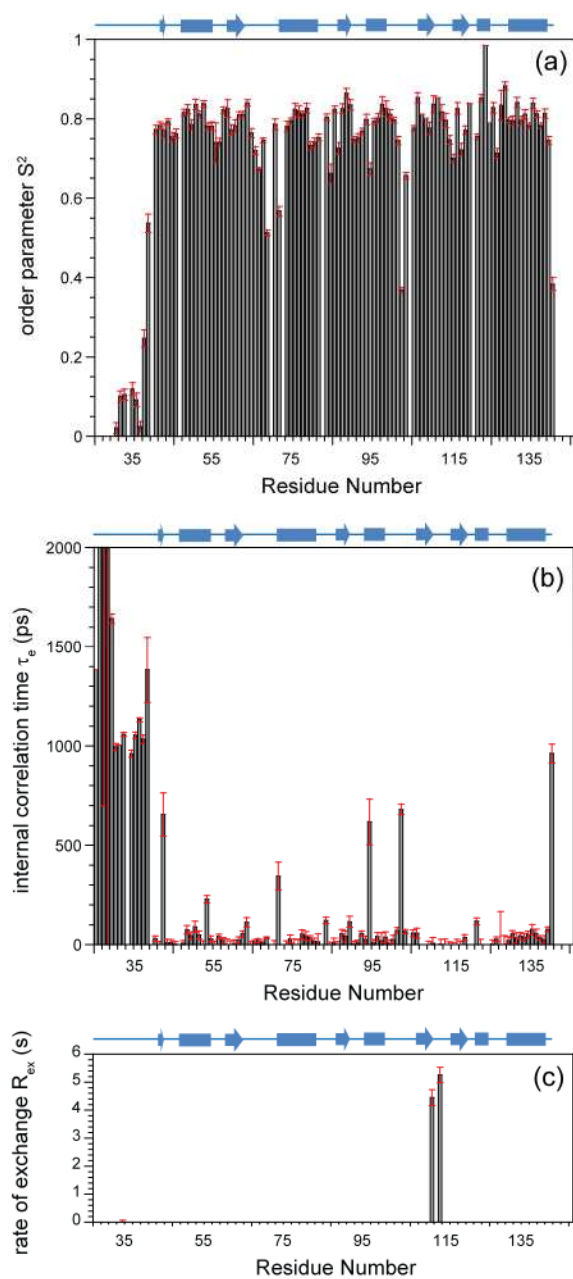 (a)
1
0.8
0.6
0.4
0.2
0
order parameter S²
35 55 75 95 115 135
Residue Number
(b)
2000
1500
1000
500
0
internal correlation time τe (ps)
35 55 75 95 115 135
Residue Number
(c)
6
5
4
3
2
1
0
rate of exchange Rex (s)
35 55 75 95 115 135
Residue Number